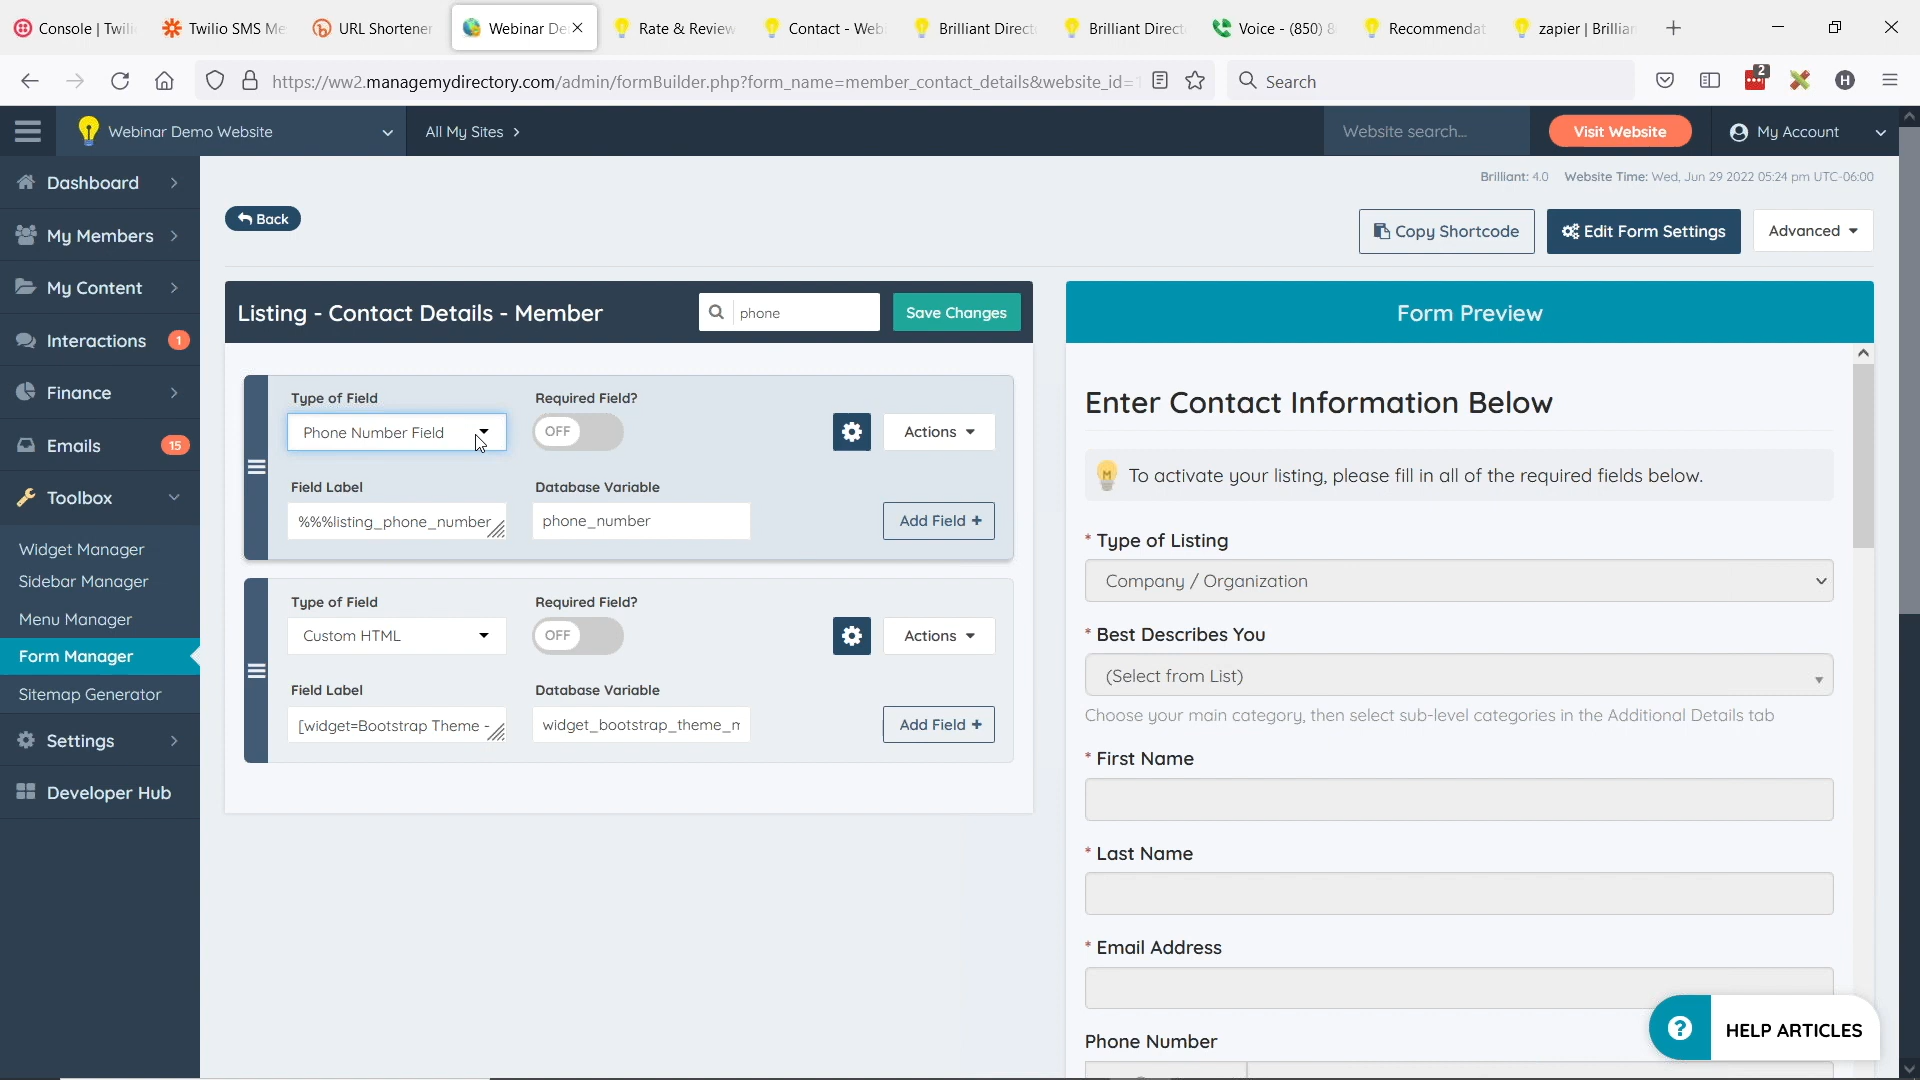 Console | Twili
Twilio SMS Me
URL Shortener
Webinar De
Rate & Review
Contact - Web
Brilliant Direct
Brilliant Direct
Voice - (850) 8
Recommendat
zapier | Brillian
https://ww2.managemydirectory.com/admin/formBuilder.php?form_name=member_contact_details&website_id=
Search
2
H
Webinar Demo Website
All My Sites
Website search...
Visit Website
My Account
Brilliant: 4.0 Website Time: Wed, Jun 29 2022 05:24 pm UTC-06:00
Dashboard
My Members
My Content
Interactions 1
Finance
Emails 15
Toolbox
Widget Manager
Sidebar Manager
Menu Manager
Form Manager
Sitemap Generator
Settings
Developer Hub
Back
Copy Shortcode
Edit Form Settings
Advanced
Listing - Contact Details - Member
phone
Save Changes
Type of Field
Required Field?
Phone Number Field
OFF
Actions
Field Label
Database Variable
%%%listing_phone_number
phone_number
Add Field +
Type of Field
Required Field?
Custom HTML
OFF
Actions
Field Label
Database Variable
[widget=Bootstrap Theme -
widget_bootstrap_theme_m
Add Field +
Form Preview
Enter Contact Information Below
M
To activate your listing, please fill in all of the required fields below.
* Type of Listing
Company / Organization
* Best Describes You
(Select from List)
Choose your main category, then select sub-level categories in the Additional Details tab
* First Name
* Last Name
* Email Address
Phone Number
? HELP ARTICLES